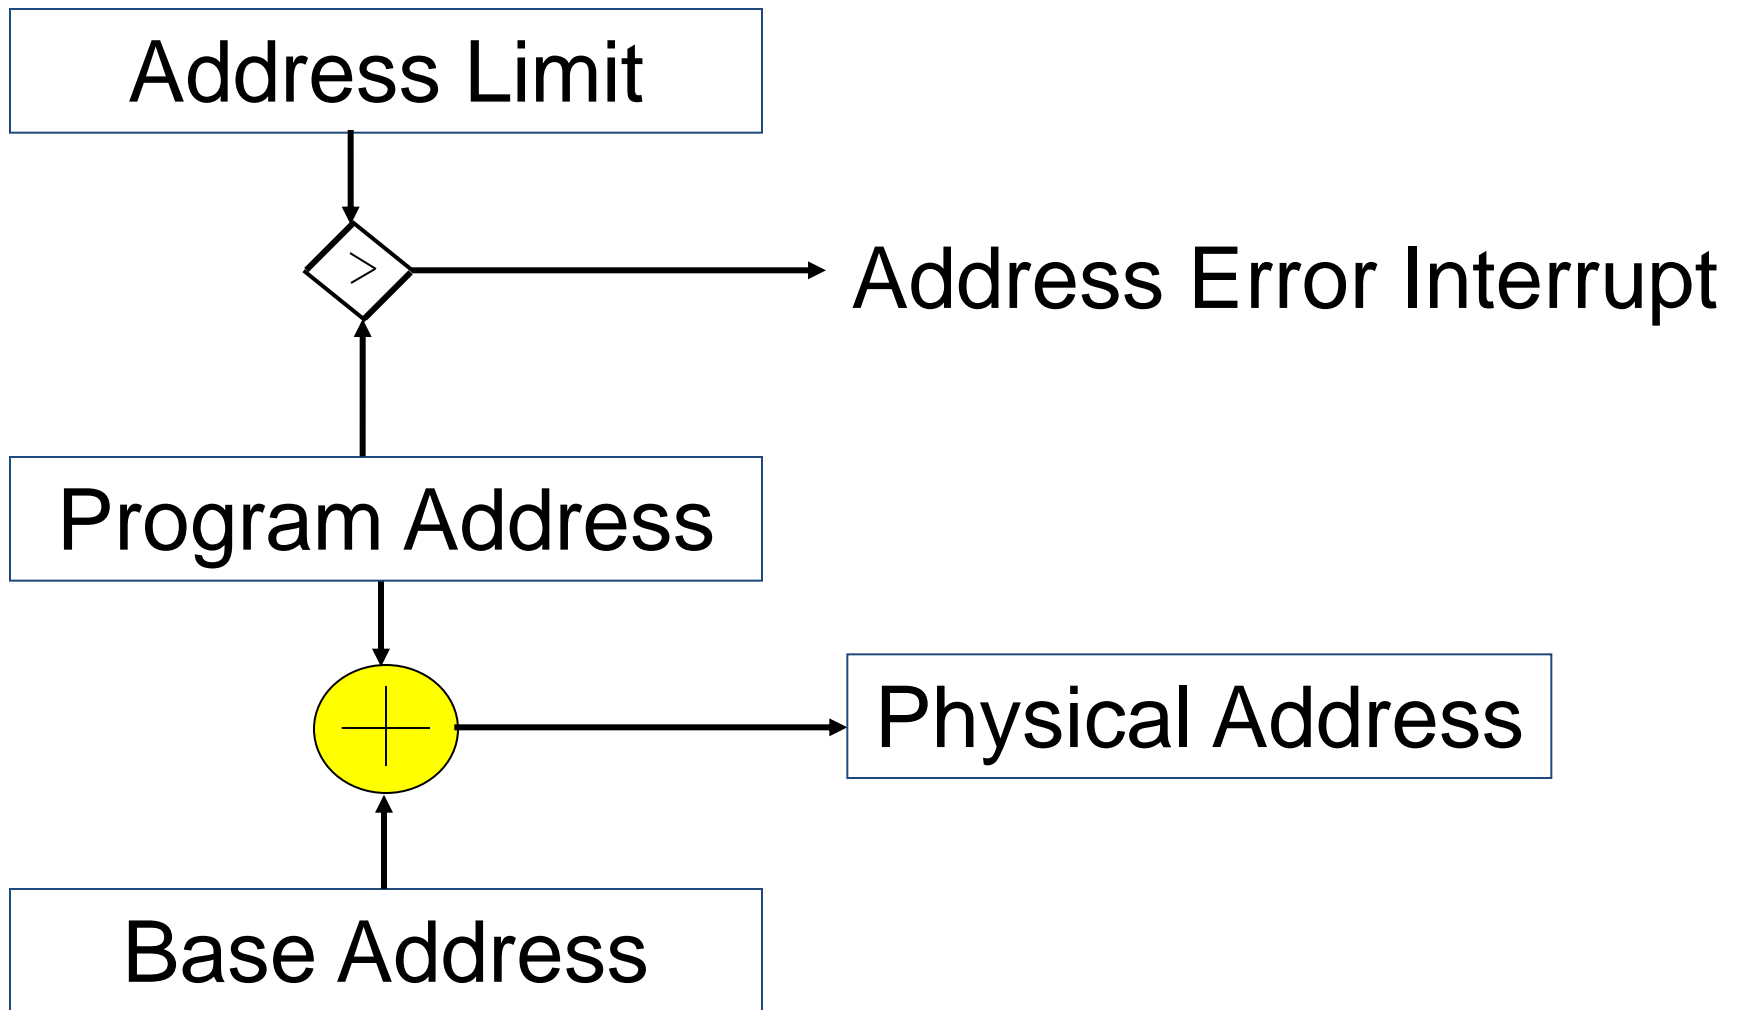 Address Limit
>
Address Error Interrupt
Program Address
+
Physical Address
Base Address